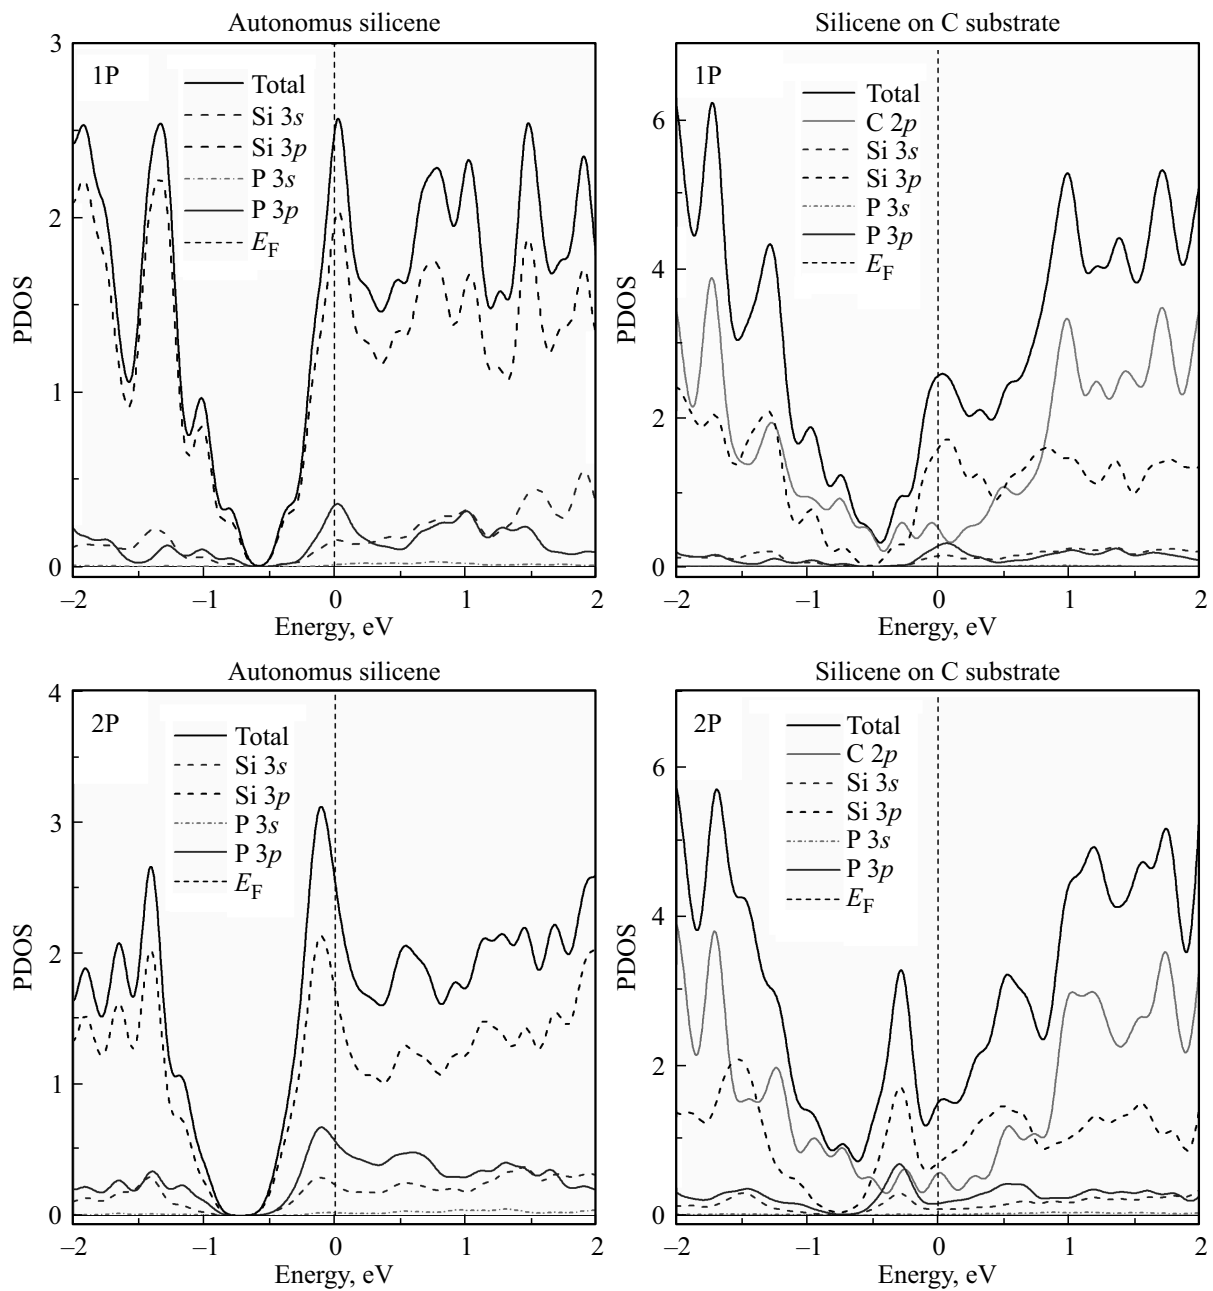 Autonomus silicene
3
2
1
0
PDOS
1P
Total
Si 3s
Si 3p
P 3s
P 3p
E_F
–2 –1 0 1 2
Energy, eV
Silicene on C substrate
6
4
2
0
PDOS
1P
Total
C 2p
Si 3s
Si 3p
P 3s
P 3p
E_F
–2 –1 0 1 2
Energy, eV
Autonomus silicene
4
3
2
1
0
PDOS
2P
Total
Si 3s
Si 3p
P 3s
P 3p
E_F
–2 –1 0 1 2
Energy, eV
Silicene on C substrate
6
4
2
0
PDOS
2P
Total
C 2p
Si 3s
Si 3p
P 3s
P 3p
E_F
–2 –1 0 1 2
Energy, eV